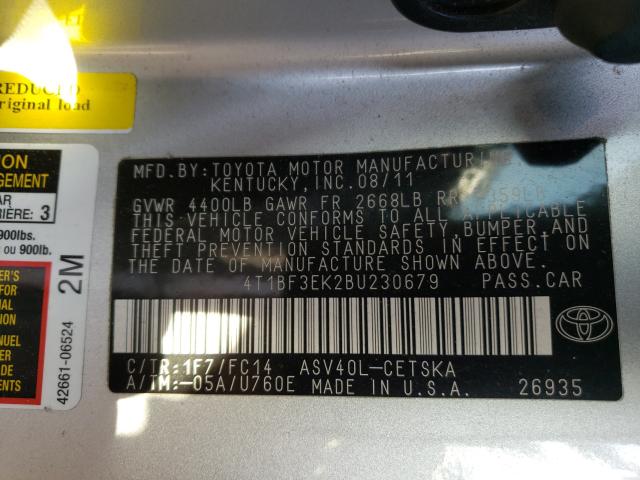 REDUCED
original load
MFD.BY: TOYOTA MOTOR MANUFACTURING
KENTUCKY, INC. 08/11
GVWR 4400LB GAWR FR 2668LB
THIS VEHICLE CONFORMS TO ALL APPLICABLE
FEDERAL MOTOR VEHICLE SAFETY, BUMPER, AND
THEFT PREVENTION STANDARDS IN EFFECT ON
THE DATE OF MANUFACTURE SHOWN ABOVE.
4T1BF3EK2BU230679 PASS.CAR
C/TR: 1F7/FC14 ASV40L-CETSKA
A/TM: -05A/U760E MADE IN U.S.A. 26935
3
900lbs.
ou 900lb.
2M
42661-06524